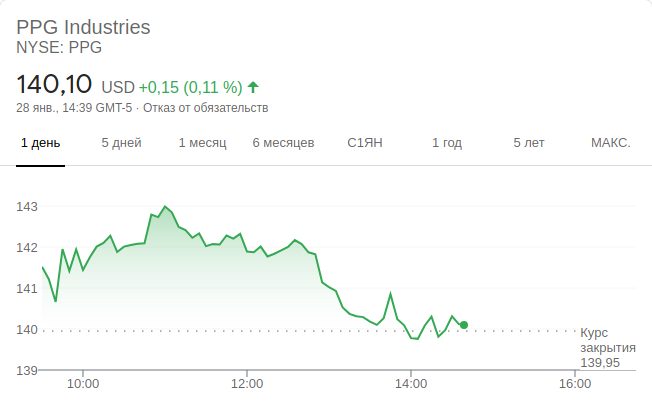 PPG Industries
NYSE: PPG
140,10 USD +0,15 (0,11 %)
28 янв., 14:39 GMT-5 · Отказ от обязательств
1 день 5 дней 1 месяц 6 месяцев С1ЯН 1 год 5 лет МАКС.
143
142
141
140
139
Курс
закрытия
139,95
10:00 12:00 14:00 16:00